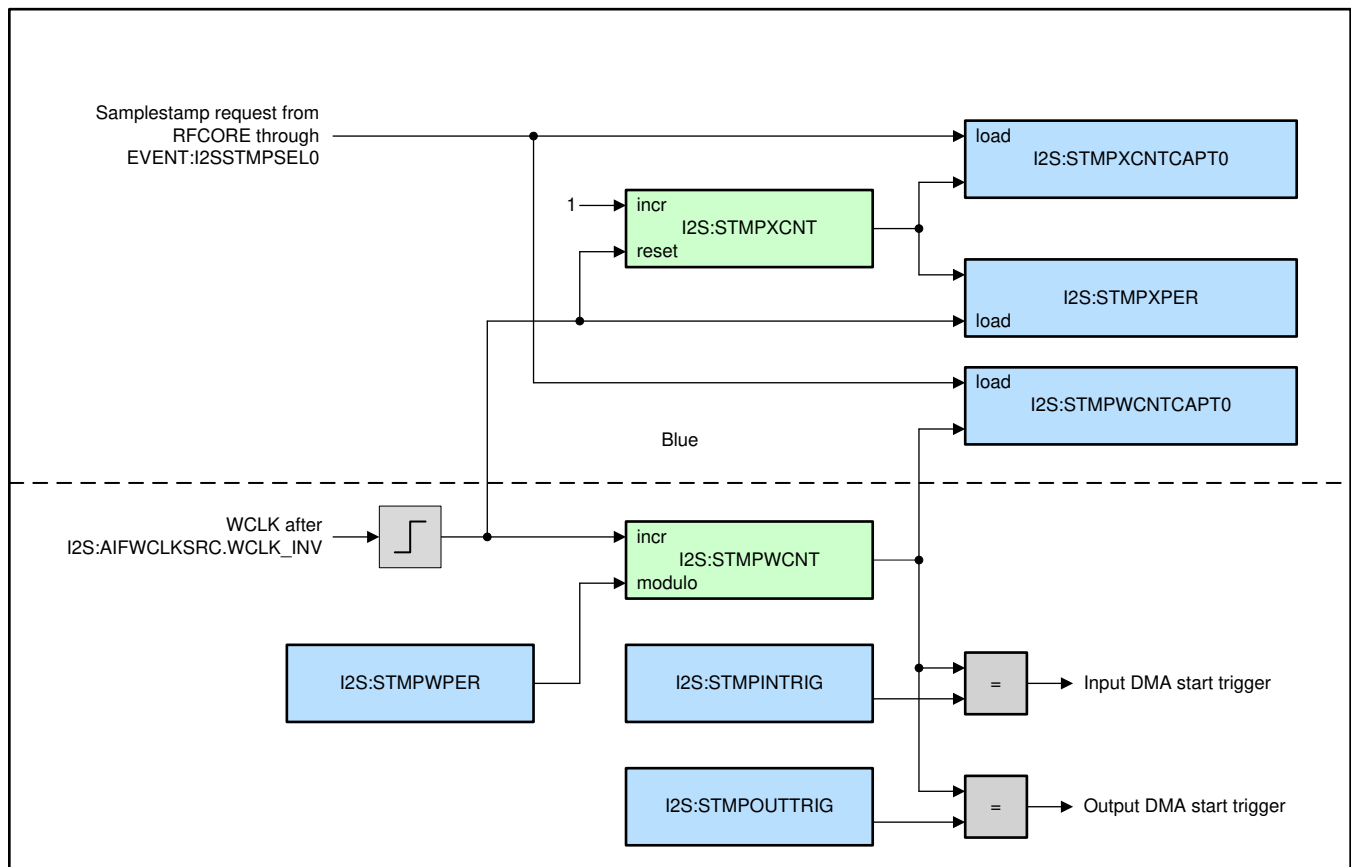 Samplestamp request from
RFCORE through
EVENT:I2SSTMPSEL0
load
I2S:STMPXCNTCAPT0
1
incr
I2S:STMPXCNT
reset
I2S:STMPXPER
load
load
I2S:STMPWCNTCAPT0
Blue
WCLK after
I2S:AIFWCLKSRC.WCLK_INV
incr
I2S:STMPWCNT
modulo
I2S:STMPWPER
I2S:STMPINTRIG
=
Input DMA start trigger
I2S:STMPOUTTRIG
=
Output DMA start trigger